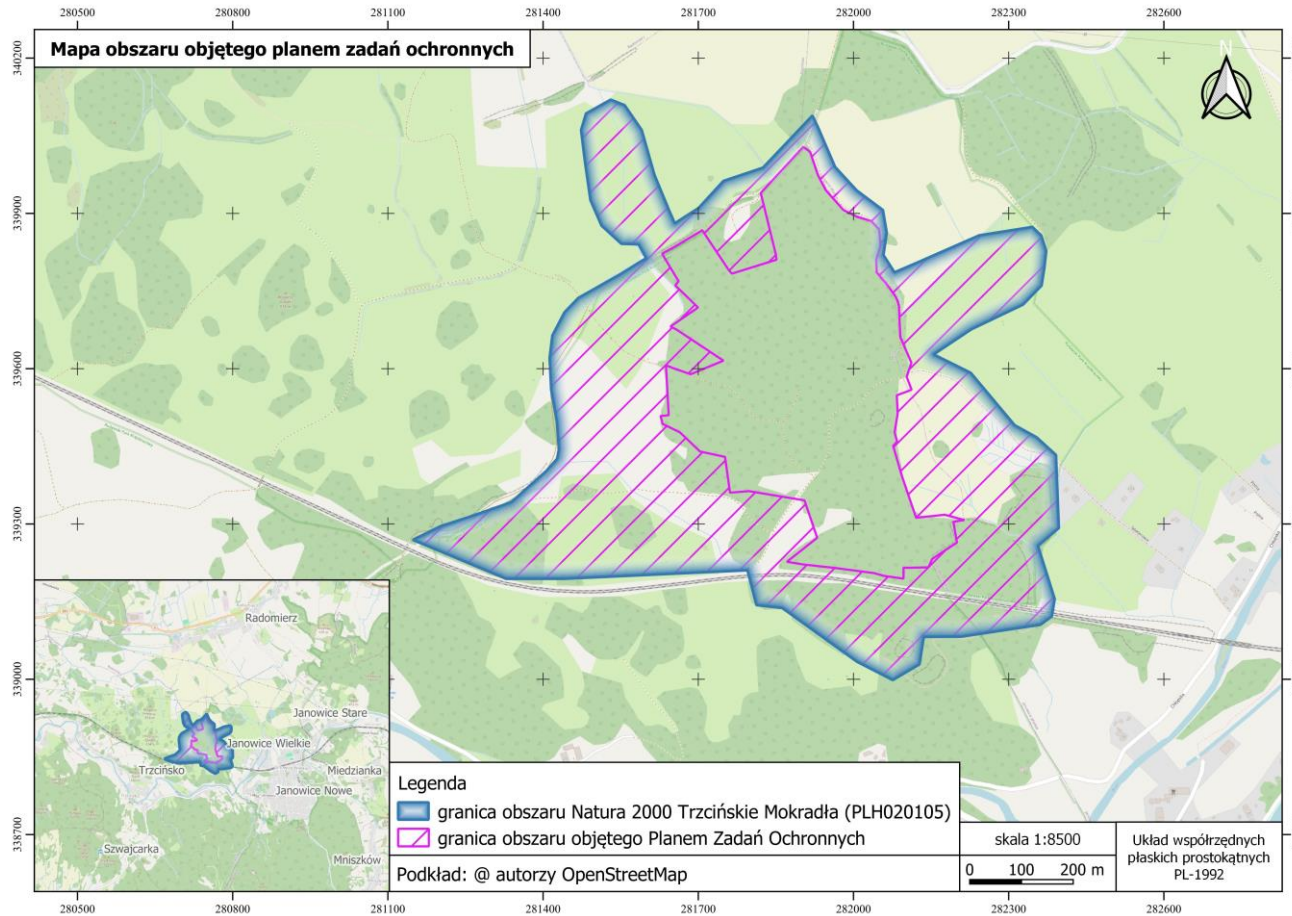 280500 280800 281100 281400 281700 282000 282300 282600
Mapa obszaru objętego planem zadań ochronnych
N
340200
339900
339600
339300
339000
338700
Radomierz
Janowice Stare
Janowice Wielkie
Trzcińsko
Miedzianka
Janowice Nowe
Szwajcarka
Mniszków
Legenda
granica obszaru Natura 2000 Trzcińskie Mokradła (PLH020105)
granica obszaru objętego Planem Zadań Ochronnych
Podkład: @ autorzy OpenStreetMap
skala 1:8500
0 100 200 m
Układ współrzędnych
płaskich prostokątnych
PL-1992
280500 280800 281100 281400 281700 282000 282300 282600